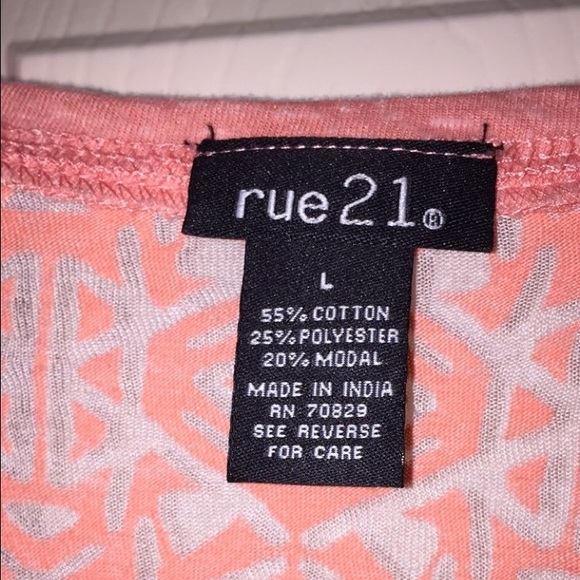 rue21®
L
55% COTTON
25% POLYESTER
20% MODAL
MADE IN INDIA
RN 70829
SEE REVERSE
FOR CARE